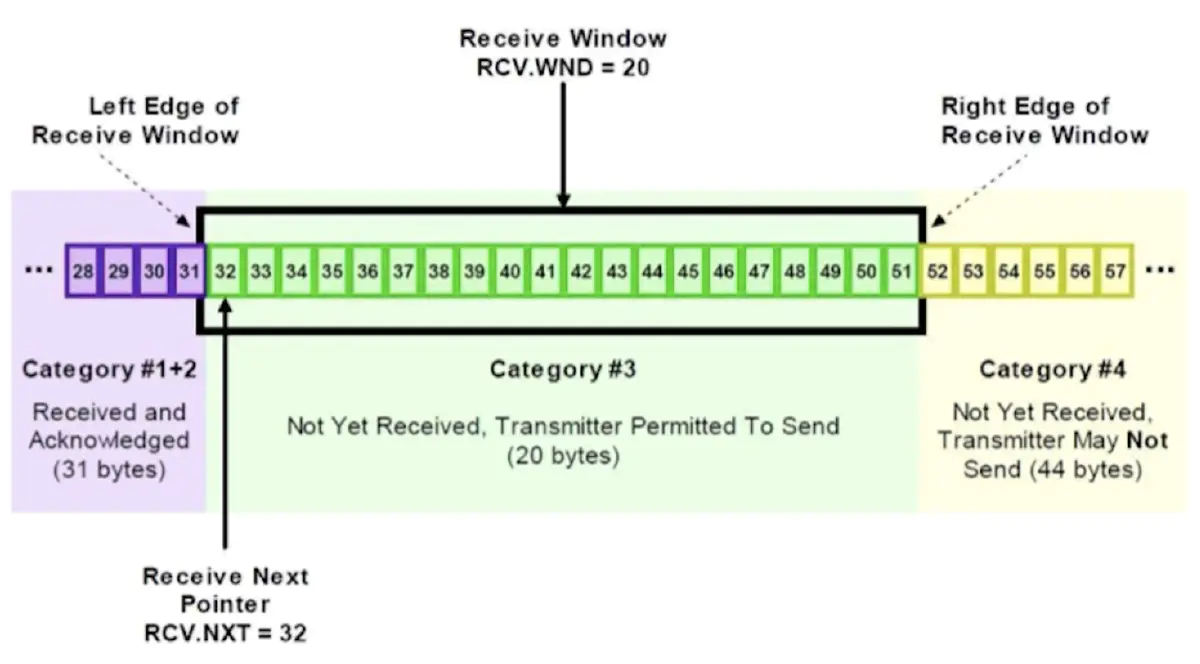 Receive Window
RCV.WND = 20
Left Edge of
Receive Window
Right Edge of
Receive Window
... 28 29 30 31 32 33 34 35 36 37 38 39 40 41 42 43 44 45 46 47 48 49 50 51 52 53 54 55 56 57 ...
Category #1+2
Received and
Acknowledged
(31 bytes)
Category #3
Not Yet Received, Transmitter Permitted To Send
(20 bytes)
Category #4
Not Yet Received,
Transmitter May Not
Send (44 bytes)
Receive Next
Pointer
RCV.NXT = 32